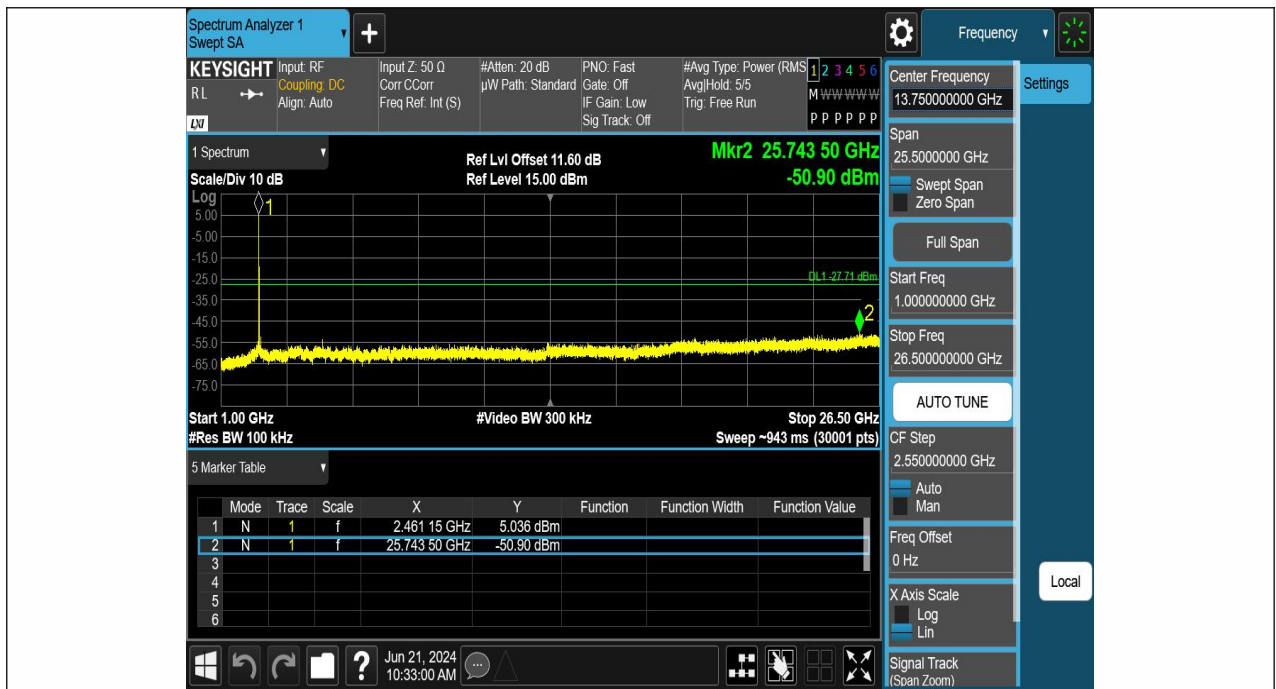 Spectrum Analyzer 1
Swept SA
+
Frequency
KEYSIGHT
RL
LXI
Input: RF
Coupling: DC
Align: Auto
Input Z: 50 Ω
Corr CCorr
Freq Ref: Int (S)
#Atten: 20 dB
µW Path: Standard
PNO: Fast
Gate: Off
IF Gain: Low
Sig Track: Off
#Avg Type: Power (RMS
Avg|Hold: 5/5
Trig: Free Run
1 2 3 4 5 6
M W W W W W
P P P P P P
1 Spectrum
Scale/Div 10 dB
Ref Lvl Offset 11.60 dB
Ref Level 15.00 dBm
Mkr2 25.743 50 GHz
-50.90 dBm
Log
5.00
-5.00
-15.0
-25.0
-35.0
-45.0
-55.0
-65.0
-75.0
1
DL1 -27.71 dBm
2
Start 1.00 GHz
#Video BW 300 kHz
Stop 26.50 GHz
#Res BW 100 kHz
Sweep ~943 ms (30001 pts)
5 Marker Table
Mode Trace Scale X Y Function Function Width Function Value
1 N 1 f 2.461 15 GHz 5.036 dBm
2 N 1 f 25.743 50 GHz -50.90 dBm
3
4
5
6
Center Frequency
13.750000000 GHz
Settings
Span
25.5000000 GHz
Swept Span
Zero Span
Full Span
Start Freq
1.000000000 GHz
Stop Freq
26.500000000 GHz
AUTO TUNE
CF Step
2.550000000 GHz
Auto
Man
Freq Offset
0 Hz
Local
X Axis Scale
Log
Lin
Signal Track
(Span Zoom)
?
Jun 21, 2024
10:33:00 AM